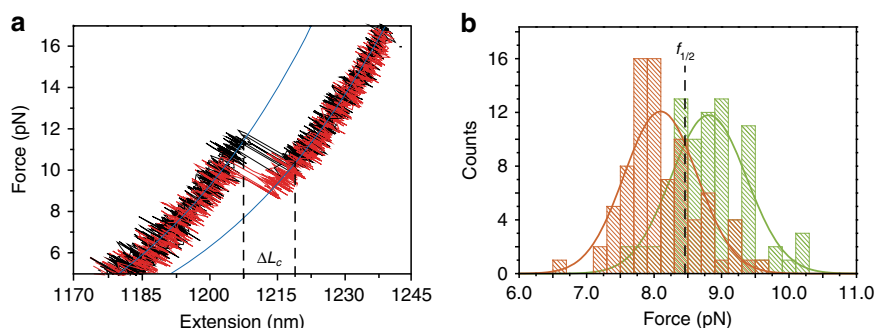 a
Force (pN)
16
14
12
10
8
6
ΔLc
1170 1185 1200 1215 1230 1245
Extension (nm)
b
Counts
16
12
8
4
0
f1/2
6.0 7.0 8.0 9.0 10.0 11.0
Force (pN)